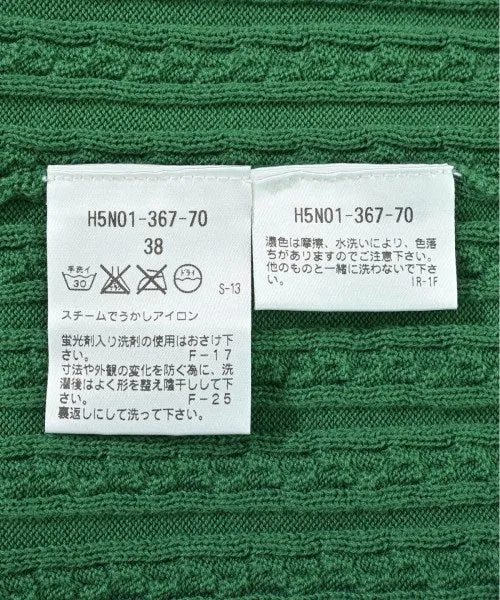 H5N01-367-70
38
手洗イ
30
ドライ
S-13
スチームでうかしアイロン
蛍光剤入り洗剤の使用はおさけ下
さい。 F-17
寸法や外観の変化を防ぐ為に、洗
濯後はよく形を整え陰干しして下
さい。 F-25
裏返しにして洗って下さい。
H5N01-367-70
濃色は摩擦、水洗いにより、色落
ちがありますのでご注意下さい。
他のものと一緒に洗わないで下さ
い。 IR-1F